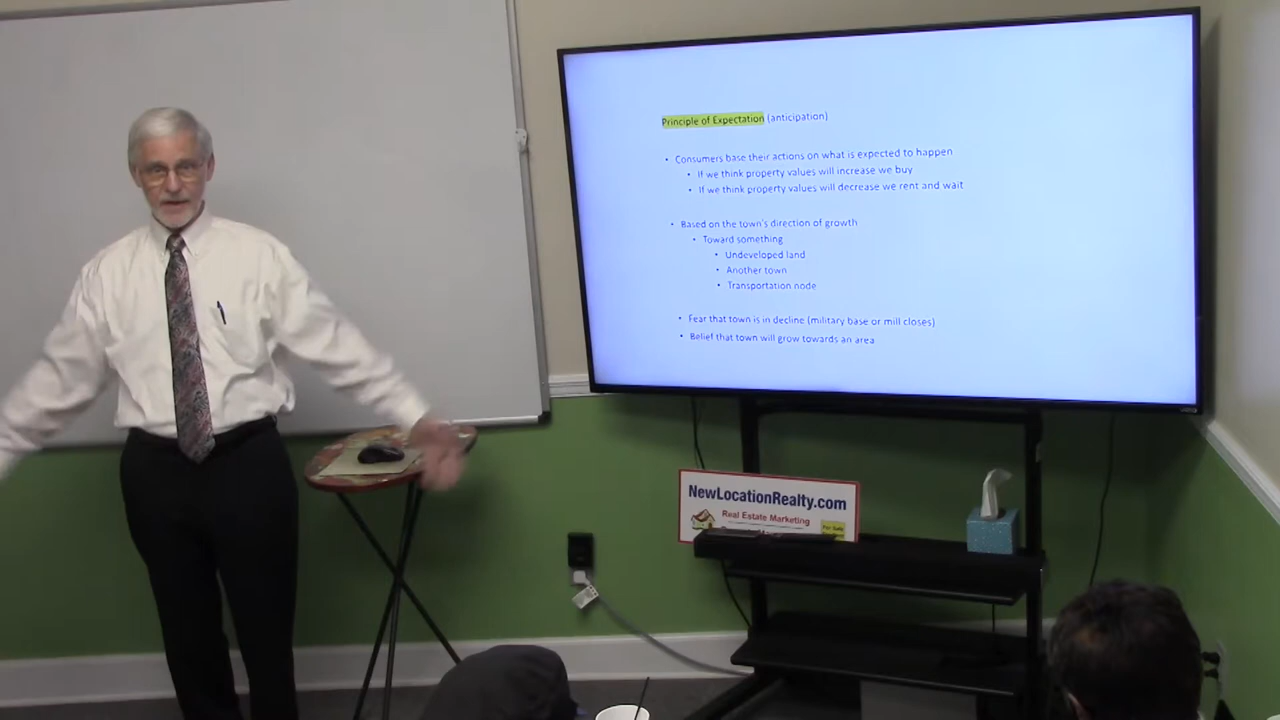 Principle of Expectation (anticipation)
• Consumers base their actions on what is expected to happen
• If we think property values will increase we buy
• If we think property values will decrease we rent and wait
• Based on the town's direction of growth
• Toward something
• Undeveloped land
• Another town
• Transportation node
• Fear that town is in decline (military base or mill closes)
• Belief that town will grow towards an area
NewLocationRealty.com
Real Estate Marketing
For Sale